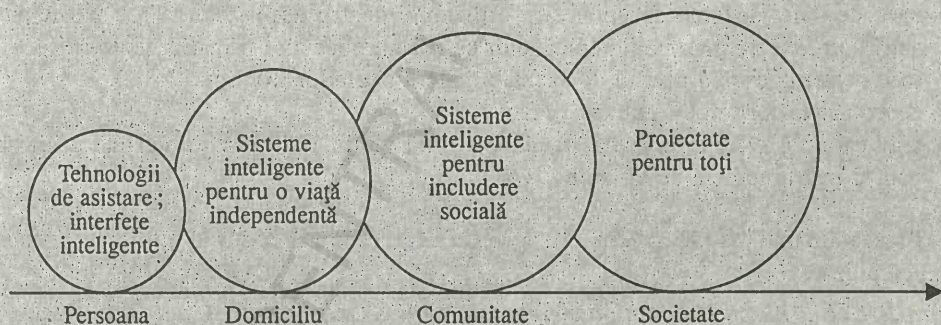 Tehnologii
de asistare;
interfețe
inteligente
Sisteme
inteligente
pentru o viață
independentă
Sisteme
inteligente
pentru
includere
socială
Proiectate
pentru toți
Persoana
Domiciliu
Comunitate
Societate